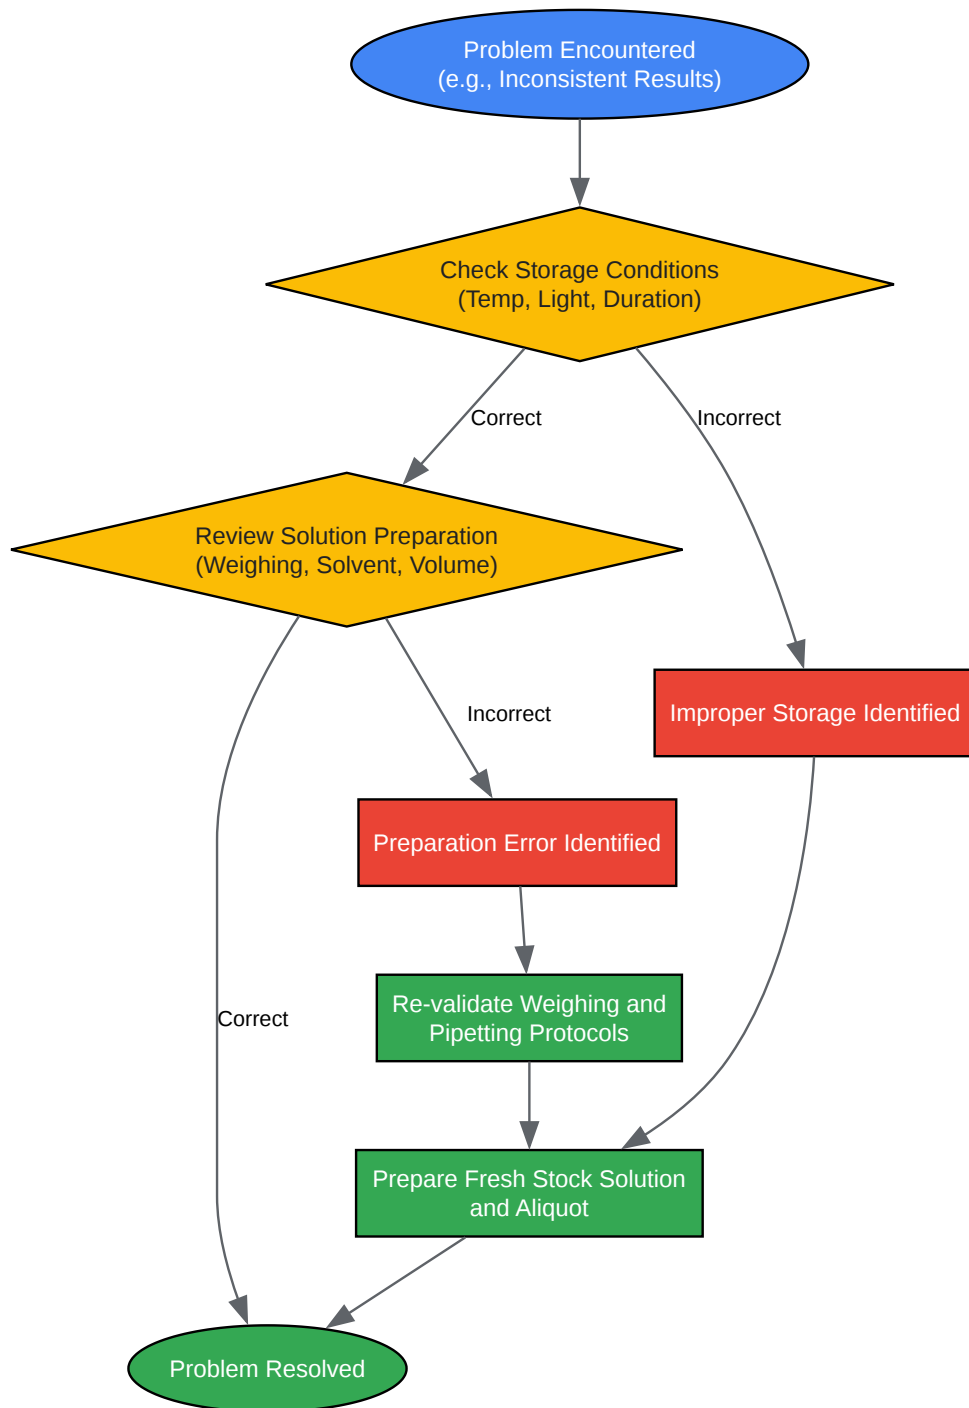 Problem Encountered
(e.g., Inconsistent Results)
Check Storage Conditions
(Temp, Light, Duration)
Correct
Incorrect
Review Solution Preparation
(Weighing, Solvent, Volume)
Incorrect
Improper Storage Identified
Preparation Error Identified
Re-validate Weighing and
Pipetting Protocols
Correct
Prepare Fresh Stock Solution
and Aliquot
Problem Resolved